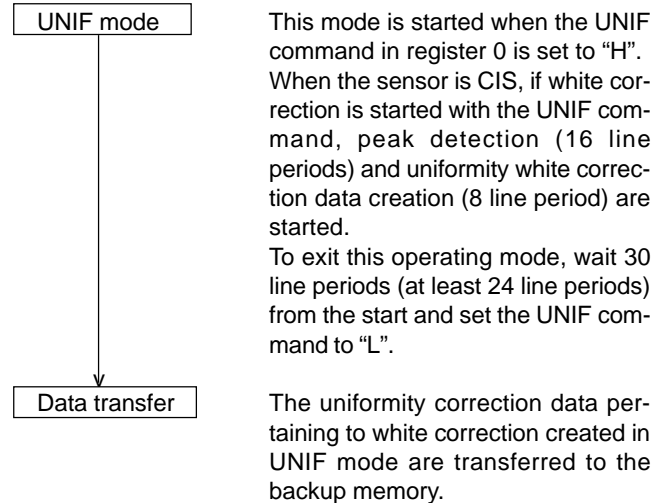 UNIF mode
This mode is started when the UNIF
command in register 0 is set to “H”.
When the sensor is CIS, if white cor-
rection is started with the UNIF com-
mand, peak detection (16 line
periods) and uniformity white correc-
tion data creation (8 line period) are
started.
To exit this operating mode, wait 30
line periods (at least 24 line periods)
from the start and set the UNIF com-
mand to “L”.
Data transfer
The uniformity correction data per-
taining to white correction created in
UNIF mode are transferred to the
backup memory.